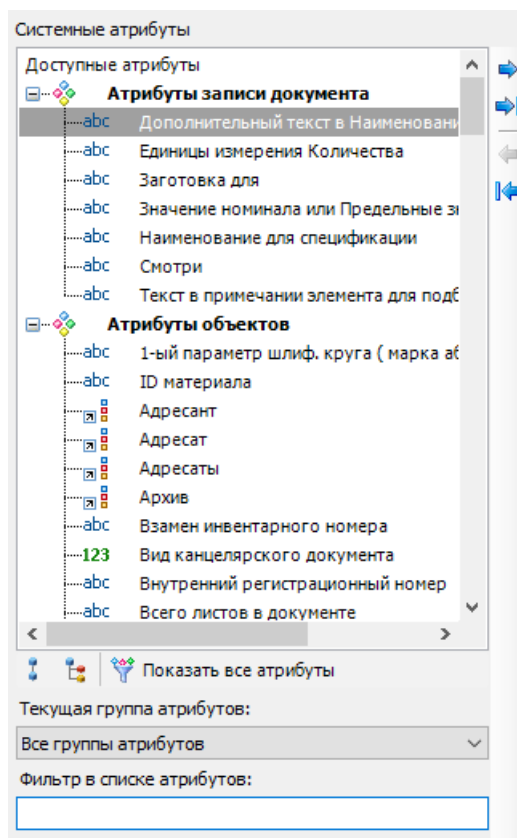 Системные атрибуты
Доступные атрибуты
Атрибуты записи документа
abc Дополнительный текст в
abc Единицы измерения Количества
abc Заготовка для
abc Значение номинала или Предельные
abc Наименование для спецификации
abc Смотри
abc Текст в примечании элемента для
Атрибуты объектов
abc 1-ый параметр шлиф. круга ( марка
abc ID материала
Адресант
Адресат
Адресаты
Архив
abc Взамен инвентарного номера
123 Вид канцелярского документа
abc Внутренний регистрационный номер
abc Всего листов в документе
Показать все атрибуты
Текущая группа атрибутов:
Все группы атрибутов
Фильтр в списке атрибутов: